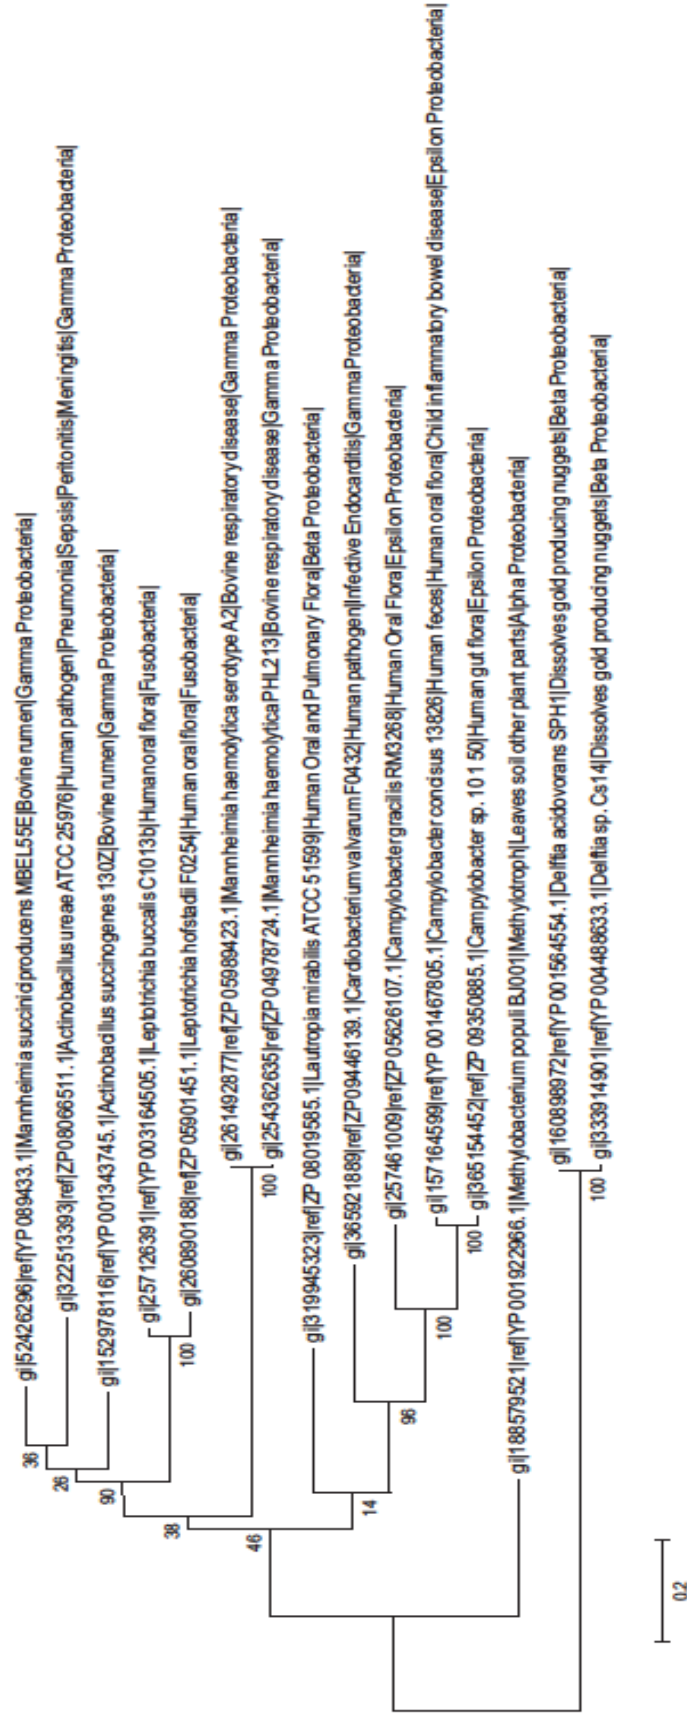 gi|52426296|ref|YP 089433.1|Mannheimia succiniciproducens MBEL55E|Bovine rumen|Gamma Proteobacteria|
gi|322513393|ref|ZP 08066511.1|Actinobacillus ureae ATCC 25976|Human pathogen|Pneumonia|Sepsis|Peritonitis|Meningitis|Gamma Proteobacteria|
gi|152978116|ref|YP 001343745.1|Actinobacillus succinogenes 130Z|Bovine rumen|Gamma Proteobacteria|
gi|257126391|ref|YP 003164505.1|Leptotrichia buccalis C1013b|Human oral flora|Fusobacteria|
gi|260890188|ref|ZP 05901451.1|Leptotrichia hofstadii F0254|Human oral flora|Fusobacteria|
gi|261492877|ref|ZP 05989423.1|Mannheimia haemolytica serotype A2|Bovine respiratory disease|Gamma Proteobacteria|
gi|254362635|ref|ZP 04978724.1|Mannheimia haemolytica PHL213|Bovine respiratory disease|Gamma Proteobacteria|
gi|319945323|ref|ZP 08019585.1|Lautropia mirabilis ATCC 51599|Human Oral and Pulmonary Flora|Beta Proteobacteria|
gi|365921889|ref|ZP 09446139.1|Cardiobacterium valvarum F0432|Human pathogen|Infective Endocarditis|Gamma Proteobacteria|
gi|257461009|ref|ZP 05626107.1|Campylobacter gracilis RM3268|Human Oral Flora|Epsilon Proteobacteria|
gi|157164599|ref|YP 001467805.1|Campylobacter concisus 13826|Human feces|Human oral flora|Child inflammatory bowel disease|Epsilon Proteobacteria|
gi|365154452|ref|ZP 09350885.1|Campylobacter sp. 10 1 50|Human gut flora|Epsilon Proteobacteria|
gi|188579521|ref|YP 001922966.1|Methylobacterium populi BJ001|Methylotroph|Leaves soil other plant parts|Alpha Proteobacteria|
gi|160898972|ref|YP 001564554.1|Delftia acidovorans SPH1|Dissolves gold producing nuggets|Beta Proteobacteria|
gi|333914901|ref|YP 004488633.1|Delftia sp. Cs14|Dissolves gold producing nuggets|Beta Proteobacteria|
36
26
90
100
38
100
46
14
96
100
100
100
0.2